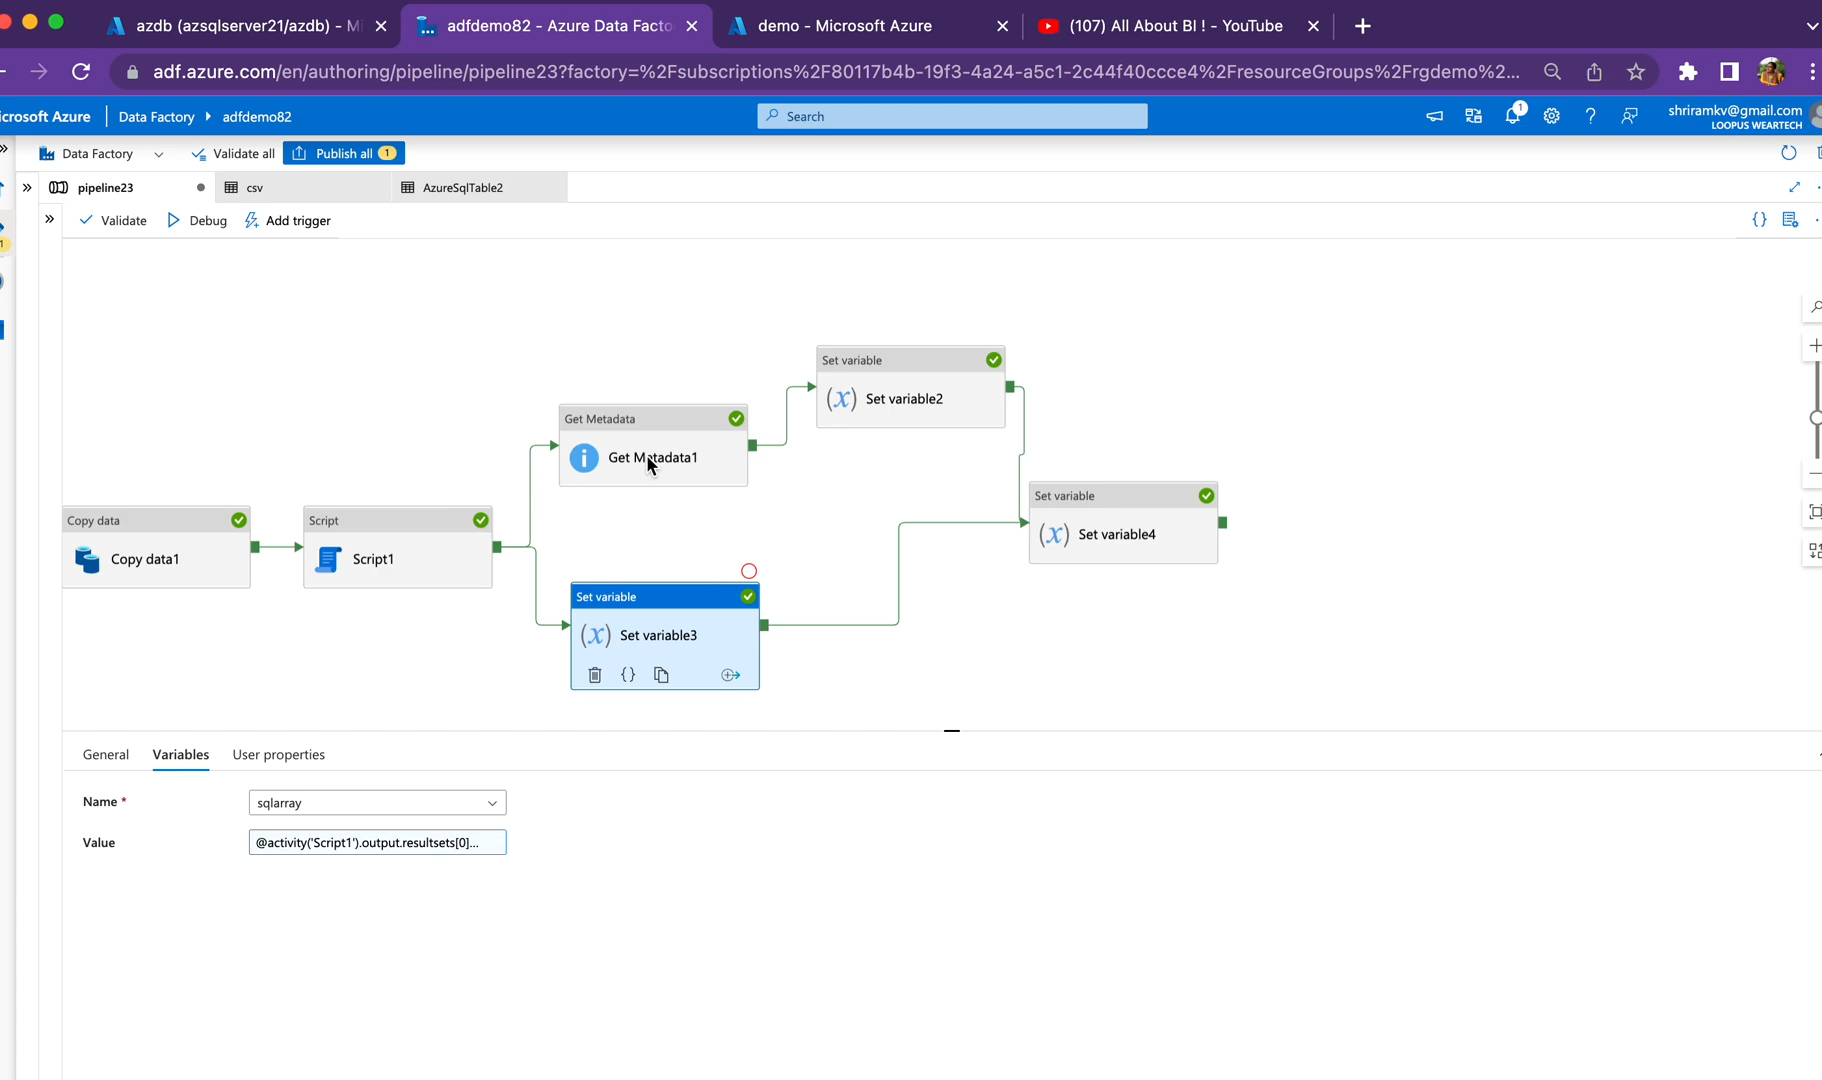 azdb (azsqlserver21/azdb) - Mi
adfdemo82 - Azure Data Facto
demo - Microsoft Azure
(107) All About BI ! - YouTube
adf.azure.com/en/authoring/pipeline/pipeline23?factory=%2Fsubscriptions%2F80117b4b-19f3-4a24-a5c1-2c44f40ccce4%2FresourceGroups%2Frgdemo%2...
icrosoft Azure
Data Factory
adfdemo82
Search
1
shriramkv@gmail.com
LOOPUS WEARTECH
Data Factory
Validate all
Publish all
1
pipeline23
csv
AzureSqlTable2
Validate
Debug
Add trigger
{}
1
Set variable
(x) Set variable2
Get Metadata
i Get Metadata1
Set variable
(x) Set variable4
Copy data
Copy data1
Script
Script1
Set variable
(x) Set variable3
{}
General
Variables
User properties
Name *
sqlarray
Value
@activity('Script1').output.resultsets[0]...